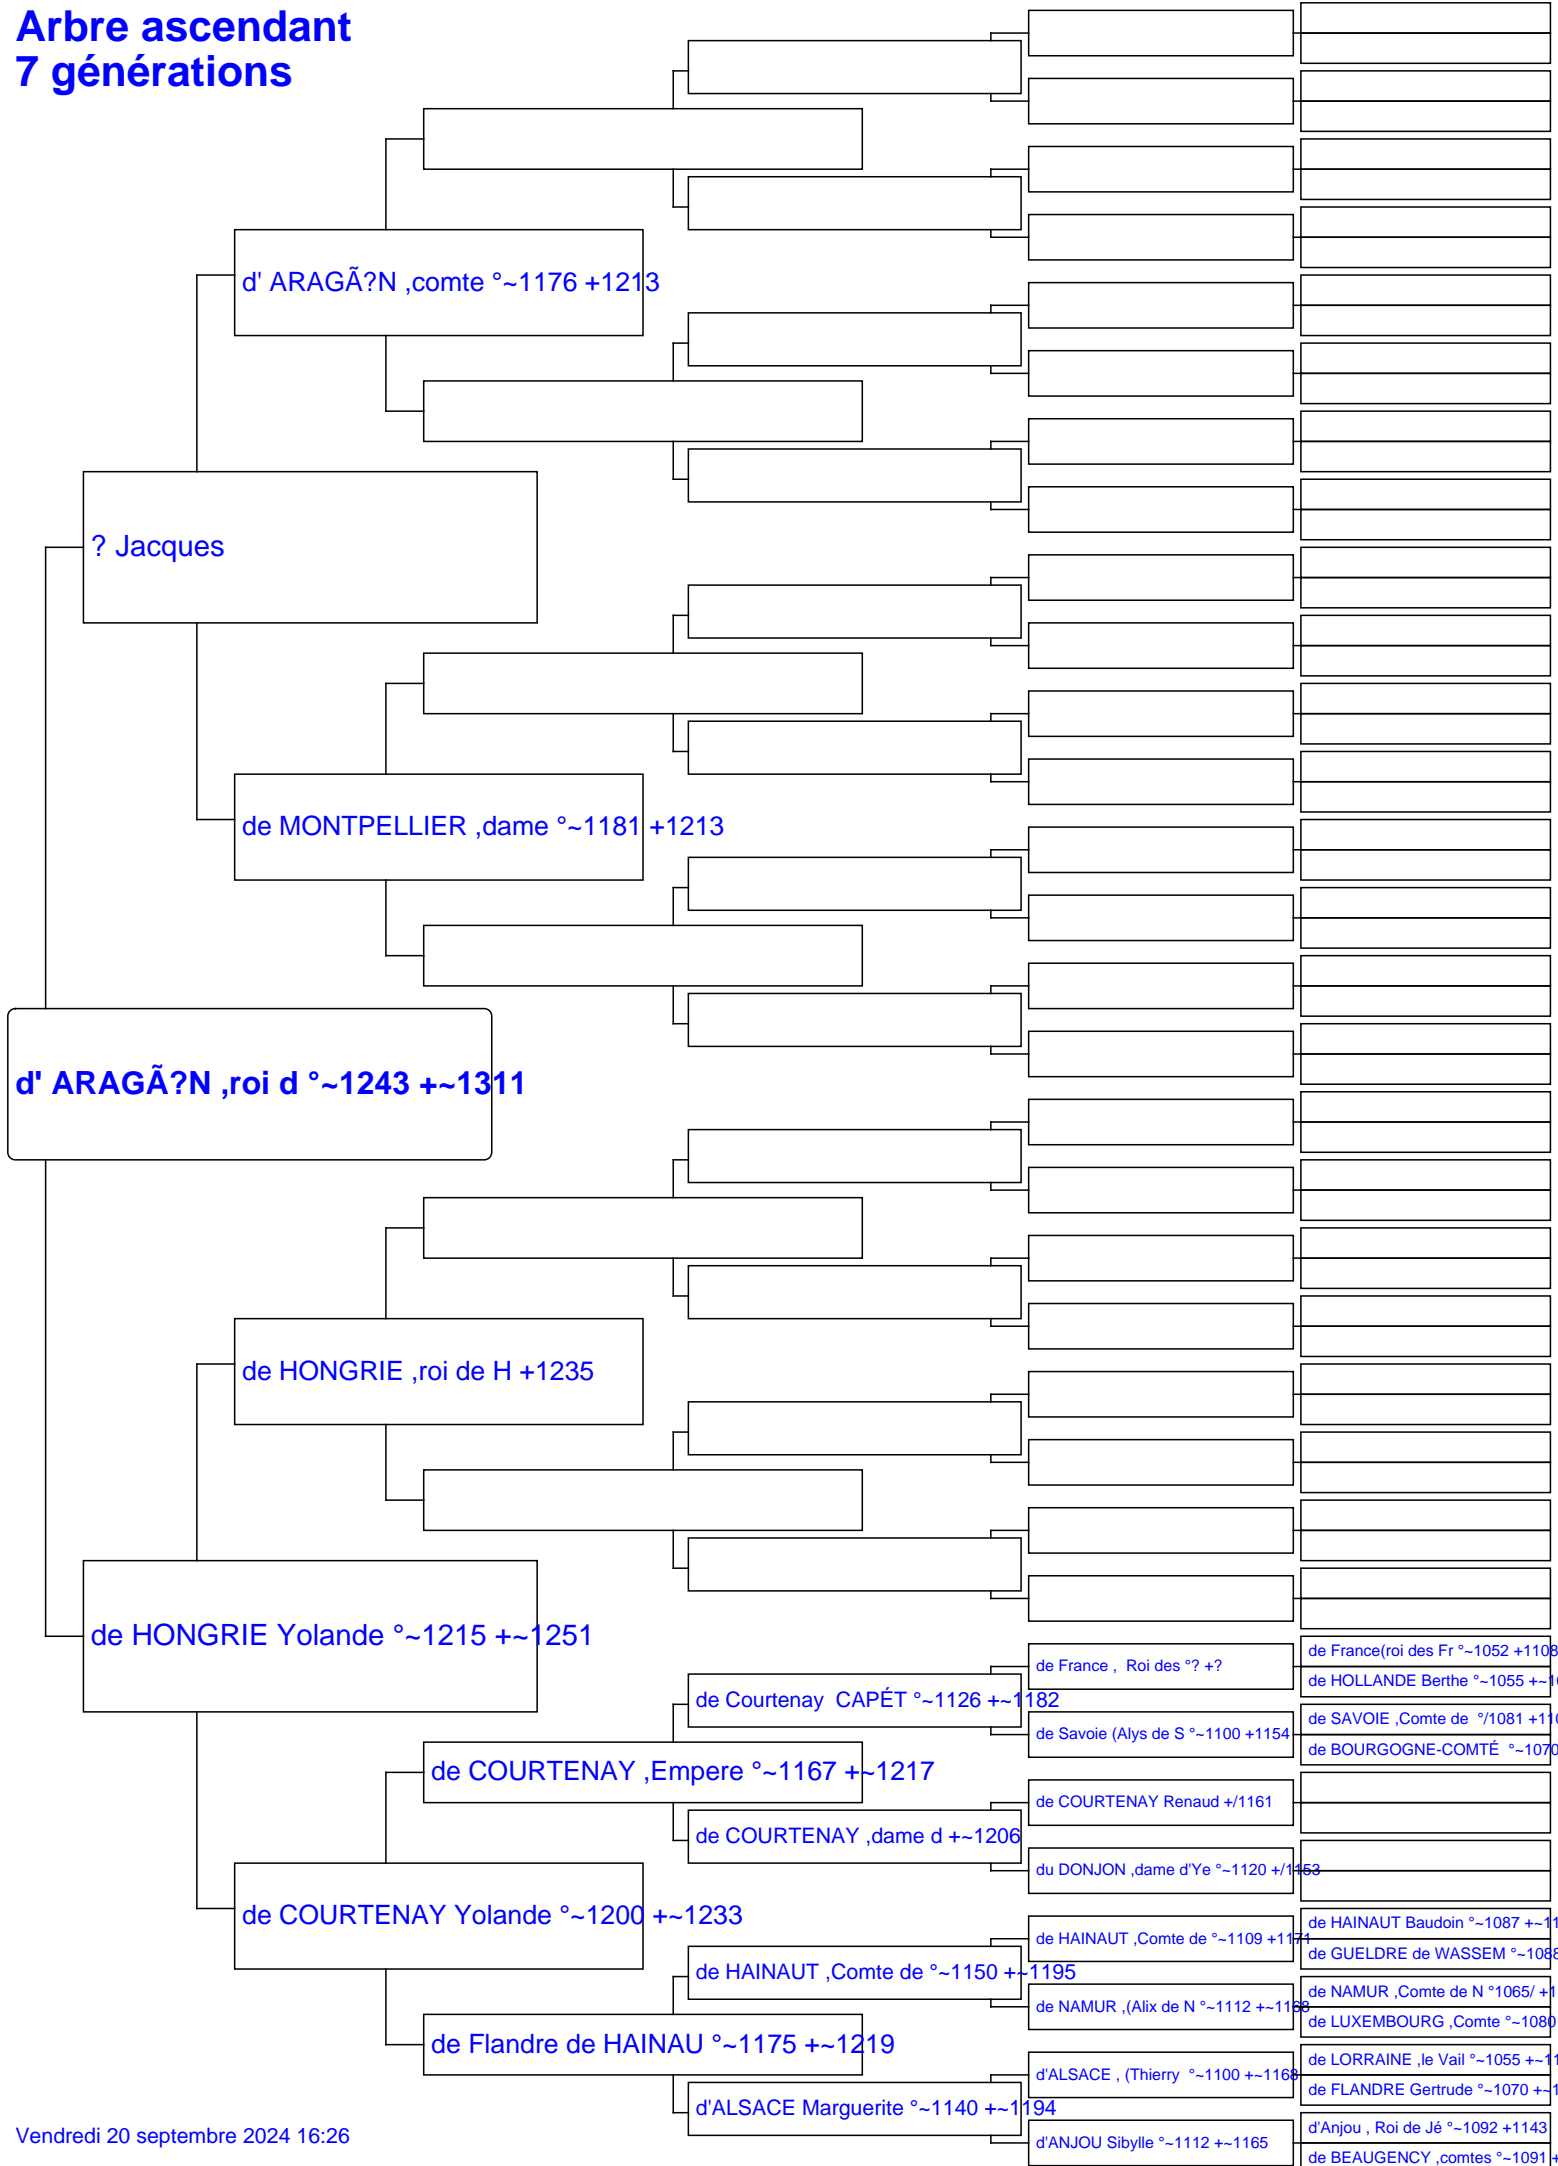 Arbre ascendant
7 générations
d' ARAGÃ?N ,comte °~1176 +1213
? Jacques
de MONTPELLIER ,dame °~1181 +1213
d' ARAGÃ?N ,roi d °~1243 +~1311
de HONGRIE ,roi de H +1235
de HONGRIE Yolande °~1215 +~1251
de France , Roi des °? +?
de France(roi des Fr °~1052 +1108
de HOLLANDE Berthe °~1055
de Courtenay CAPÉT °~1126 +~1182
de Savoie (Alys de S °~1100 +1154
de SAVOIE ,Comte de °/1081
de BOURGOGNE-COMTÉ °~1070
de COURTENAY ,Empere °~1167 +~1217
de COURTENAY Renaud +/1161
de COURTENAY ,dame d +~1206
du DONJON ,dame d'Ye °~1120 +/1153
de COURTENAY Yolande °~1200 +~1233
de HAINAUT ,Comte de °~1109 +1171
de HAINAUT Baudoin °~1087
de GUELDRE de WASSEM °~1088
de HAINAUT ,Comte de °~1150 +~1195
de NAMUR ,(Alix de N °~1112 +~1168
de NAMUR ,Comte de N °1065/
de LUXEMBOURG ,Comte °~1080
de Flandre de HAINAU °~1175 +~1219
d'ALSACE , (Thierry °~1100 +~1168
de LORRAINE ,le Vail °~1055
de FLANDRE Gertrude °~1070
d'ALSACE Marguerite °~1140 +~1194
d'ANJOU Sibylle °~1112 +~1165
d'Anjou , Roi de Jé °~1092 +1143
de BEAUGENCY ,comtes °~1091
Vendredi 20 septembre 2024 16:26